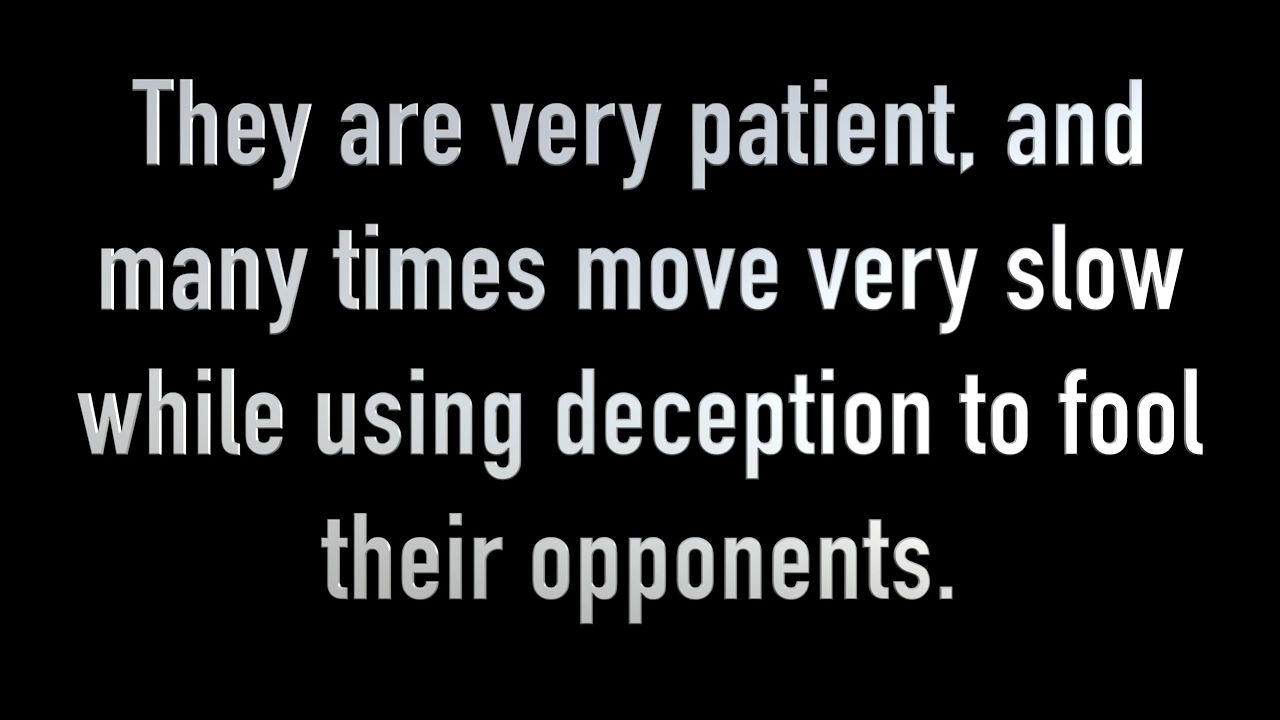 They are very patient, and
many times move very slow
while using deception to fool
their opponents.